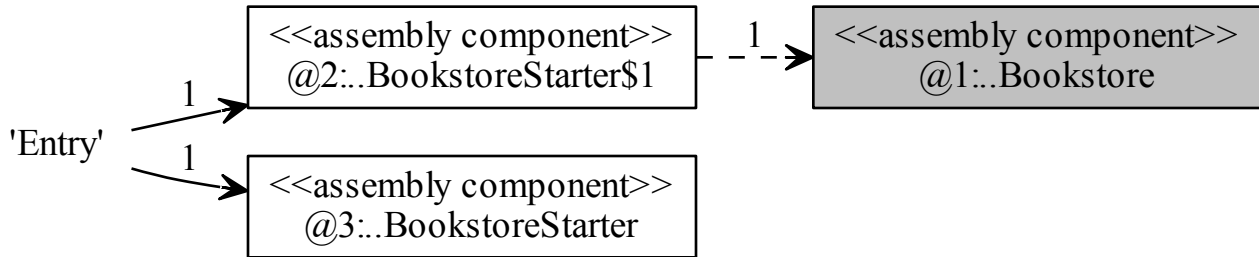 <<assembly component>>
@2:..BookstoreStarter$1
1
<<assembly component>>
@1:..Bookstore
1
'Entry'
1
<<assembly component>>
@3:..BookstoreStarter